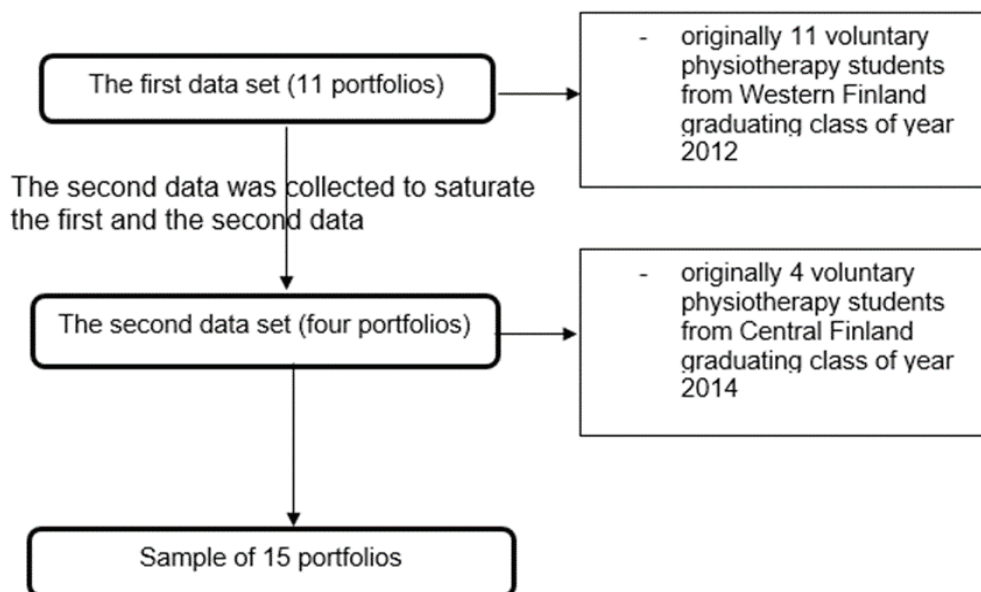 The first data set (11 portfolios)
- originally 11 voluntary
physiotherapy students
from Western Finland
graduating class of year
2012
The second data was collected to saturate
the first and the second data
The second data set (four portfolios)
- originally 4 voluntary
physiotherapy students
from Central Finland
graduating class of year
2014
Sample of 15 portfolios